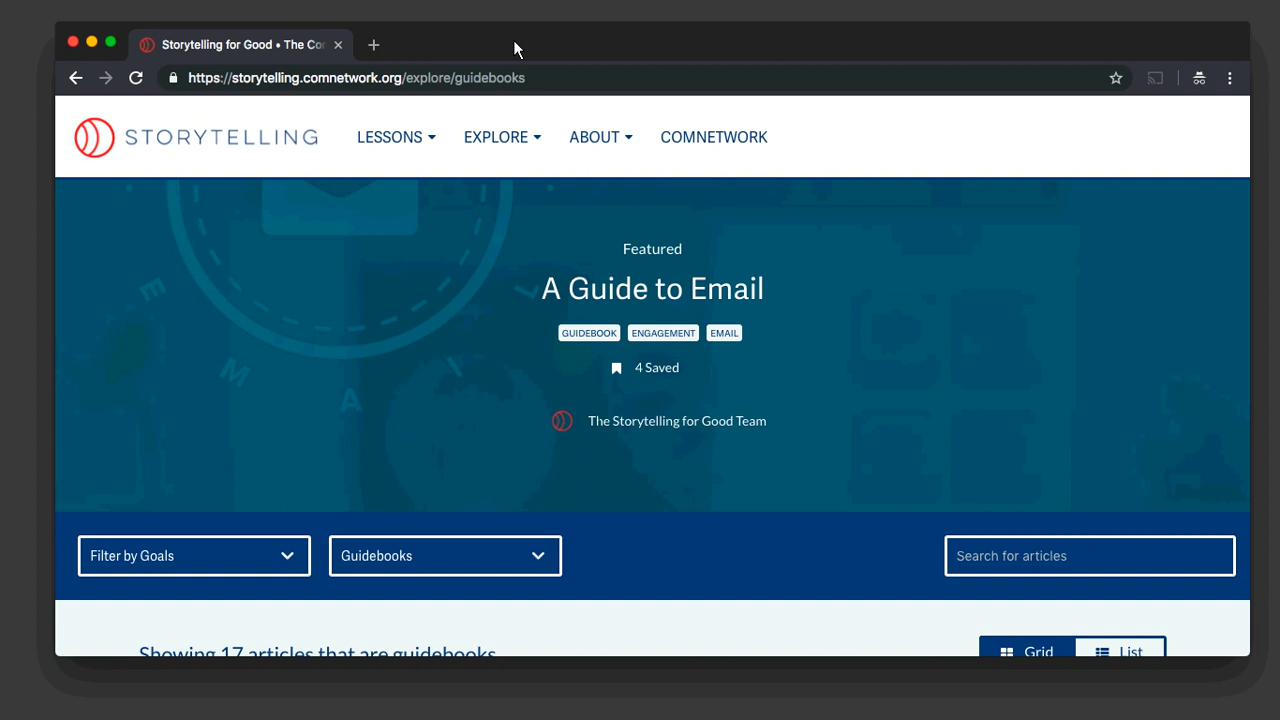 Storytelling for Good • The Co
https://storytelling.comnetwork.org/explore/guidebooks
STORYTELLING
LESSONS
EXPLORE
ABOUT
COMNETWORK
EMAIL
Featured
A Guide to Email
GUIDEBOOK ENGAGEMENT EMAIL
4 Saved
The Storytelling for Good Team
Filter by Goals
Guidebooks
Search for articles
Showing 17 articles that are guidebooks
Grid
List